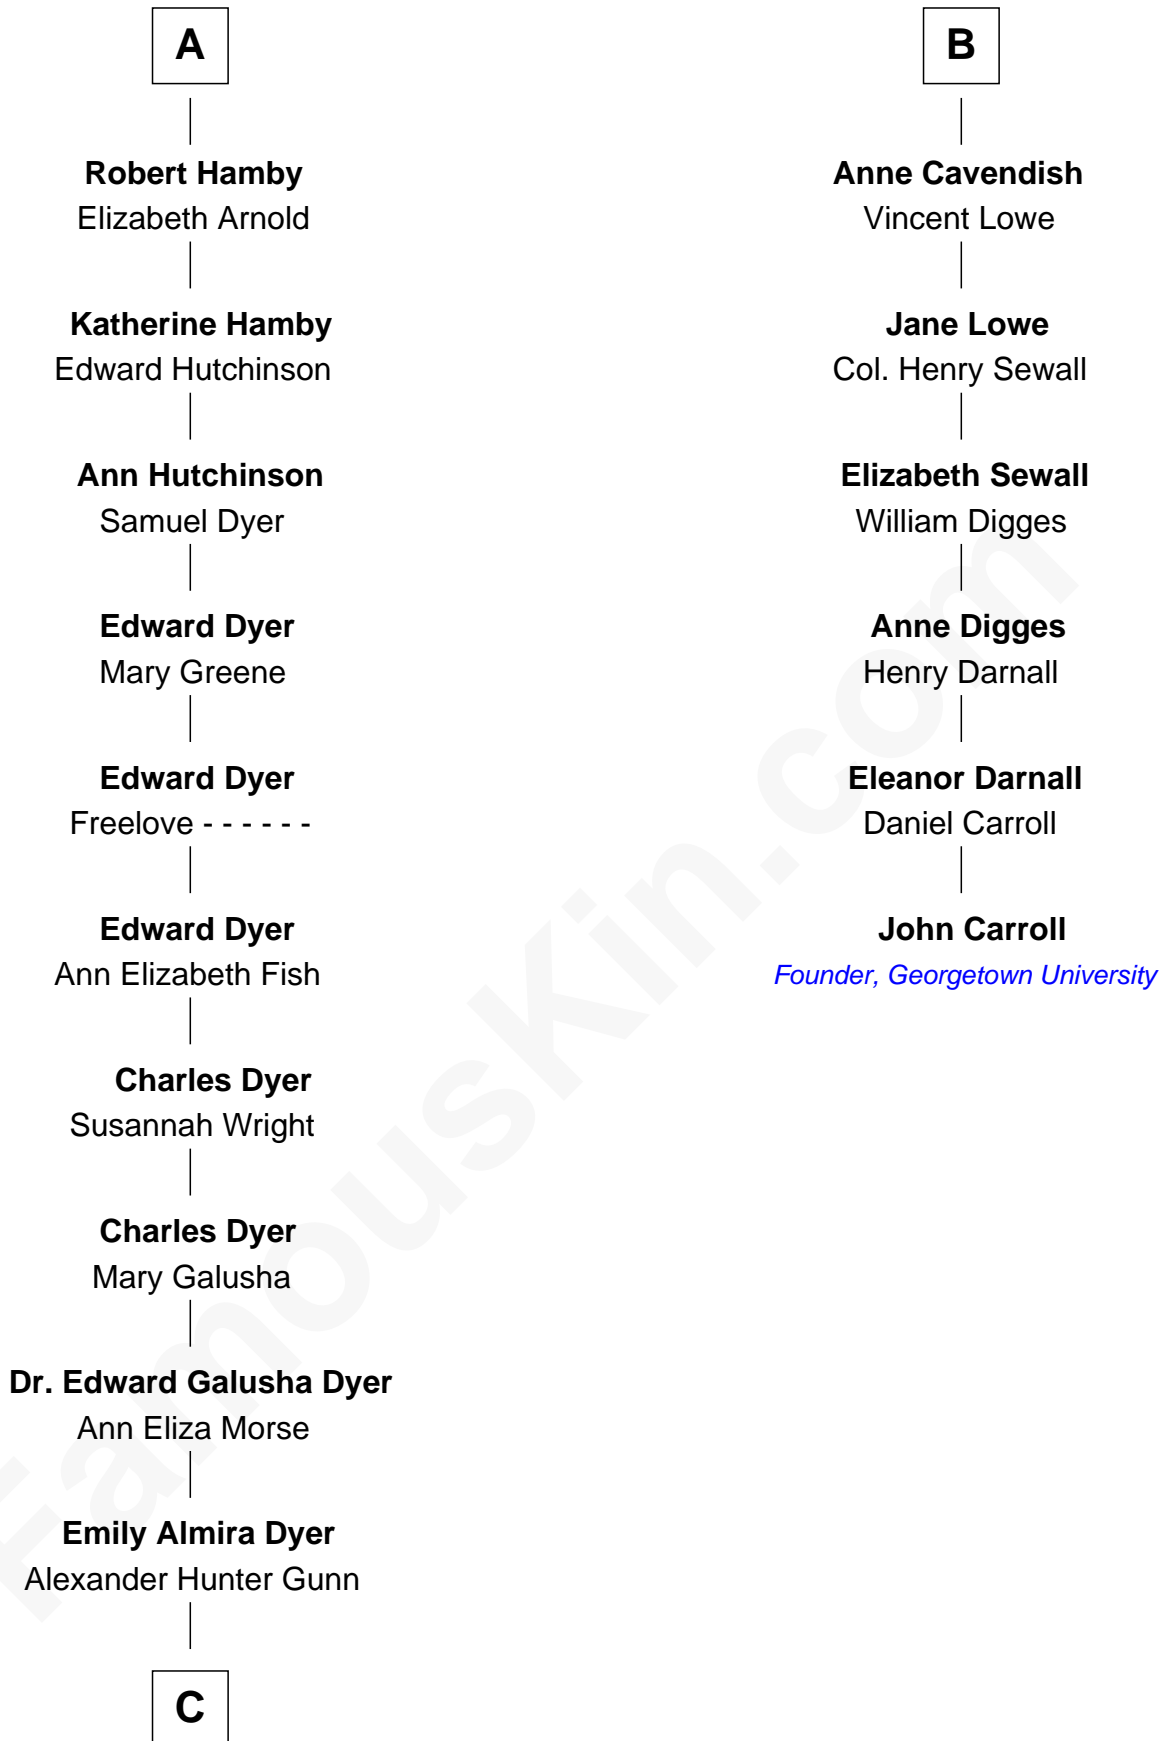 A
Robert Hamby
Elizabeth Arnold
Katherine Hamby
Edward Hutchinson
Ann Hutchinson
Samuel Dyer
Edward Dyer
Mary Greene
Edward Dyer
Freelove - - - - - -
Edward Dyer
Ann Elizabeth Fish
Charles Dyer
Susannah Wright
Charles Dyer
Mary Galusha
Dr. Edward Galusha Dyer
Ann Eliza Morse
Emily Almira Dyer
Alexander Hunter Gunn
C
B
Anne Cavendish
Vincent Lowe
Jane Lowe
Col. Henry Sewall
Elizabeth Sewall
William Digges
Anne Digges
Henry Darnall
Eleanor Darnall
Daniel Carroll
John Carroll
Founder, Georgetown University
FamousKin.com